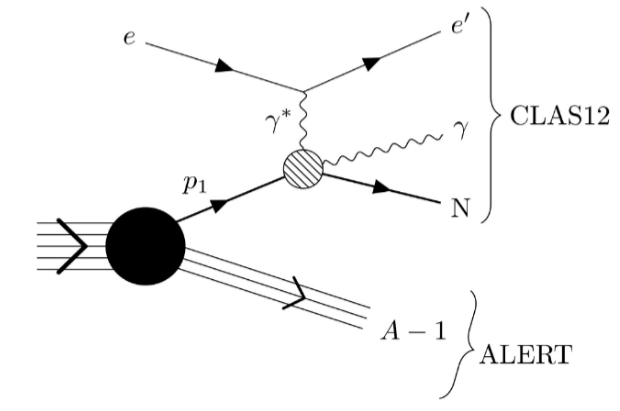 e
e′
γ*
γ
CLAS12
p₁
N
A − 1
ALERT